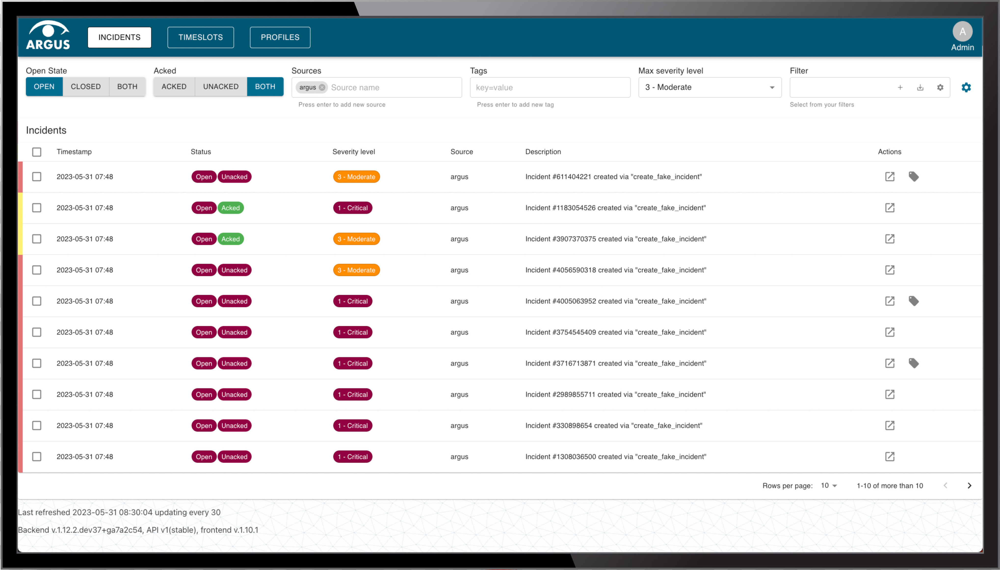 ARGUS INCIDENTS TIMESLOTS PROFILES A
Admin
Open State Acked Sources Tags Max severity level Filter
OPEN CLOSED BOTH ACKED UNACKED BOTH argus Source name key=value 3 - Moderate
Press enter to add new source Press enter to add new tag Select from your filters
Incidents
Timestamp Status Severity level Source Description Actions
2023-05-31 07:48 Open Unacked 3 - Moderate argus Incident #611404221 created via "create_fake_incident"
2023-05-31 07:48 Open Acked 1 - Critical argus Incident #1183054526 created via "create_fake_incident"
2023-05-31 07:48 Open Acked 3 - Moderate argus Incident #3907370375 created via "create_fake_incident"
2023-05-31 07:48 Open Unacked 3 - Moderate argus Incident #4056590318 created via "create_fake_incident"
2023-05-31 07:48 Open Unacked 1 - Critical argus Incident #4005063952 created via "create_fake_incident"
2023-05-31 07:48 Open Unacked 1 - Critical argus Incident #3754545409 created via "create_fake_incident"
2023-05-31 07:48 Open Unacked 1 - Critical argus Incident #3716713871 created via "create_fake_incident"
2023-05-31 07:48 Open Unacked 1 - Critical argus Incident #2989855711 created via "create_fake_incident"
2023-05-31 07:48 Open Unacked 1 - Critical argus Incident #330898654 created via "create_fake_incident"
2023-05-31 07:48 Open Unacked 1 - Critical argus Incident #1308036500 created via "create_fake_incident"
Rows per page: 10 1-10 of more than 10
Last refreshed 2023-05-31 08:30:04 updating every 30
Backend v.1.12.2.dev37+ga7a2c54, API v1(stable), frontend v.1.10.1